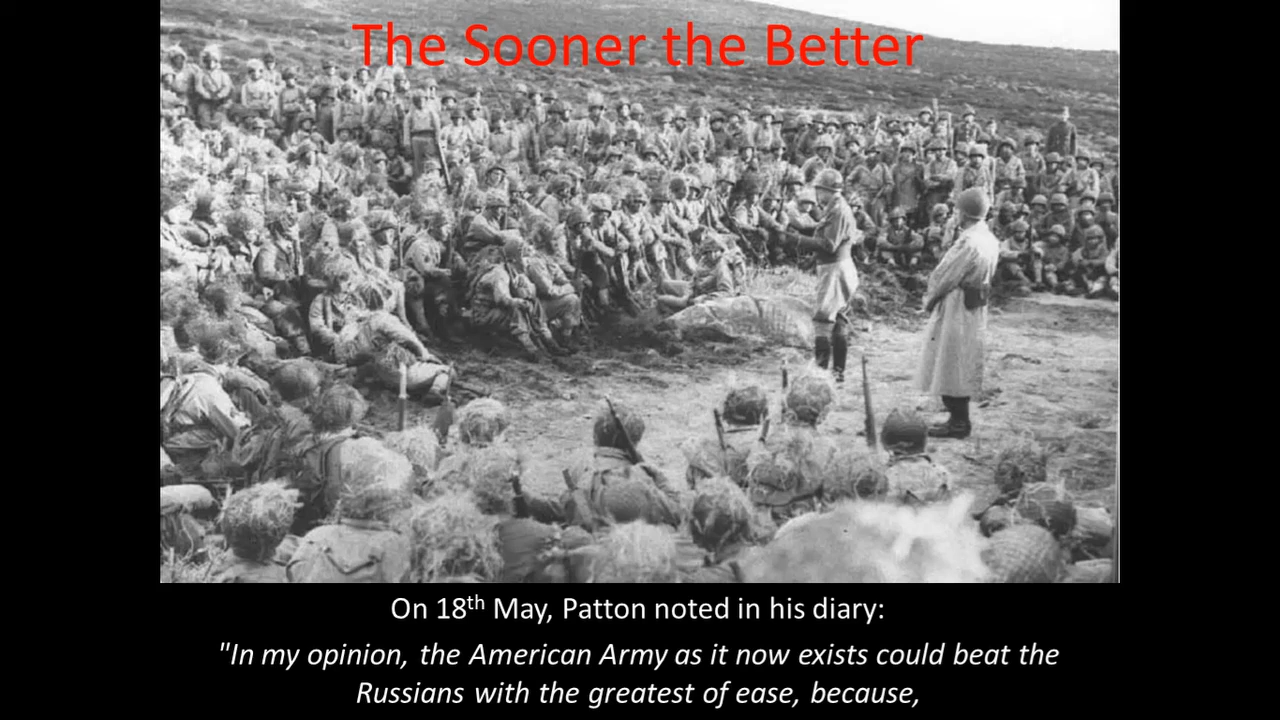 The Sooner the Better
On 18th May, Patton noted in his diary:
"In my opinion, the American Army as it now exists could beat the
Russians with the greatest of ease, because,